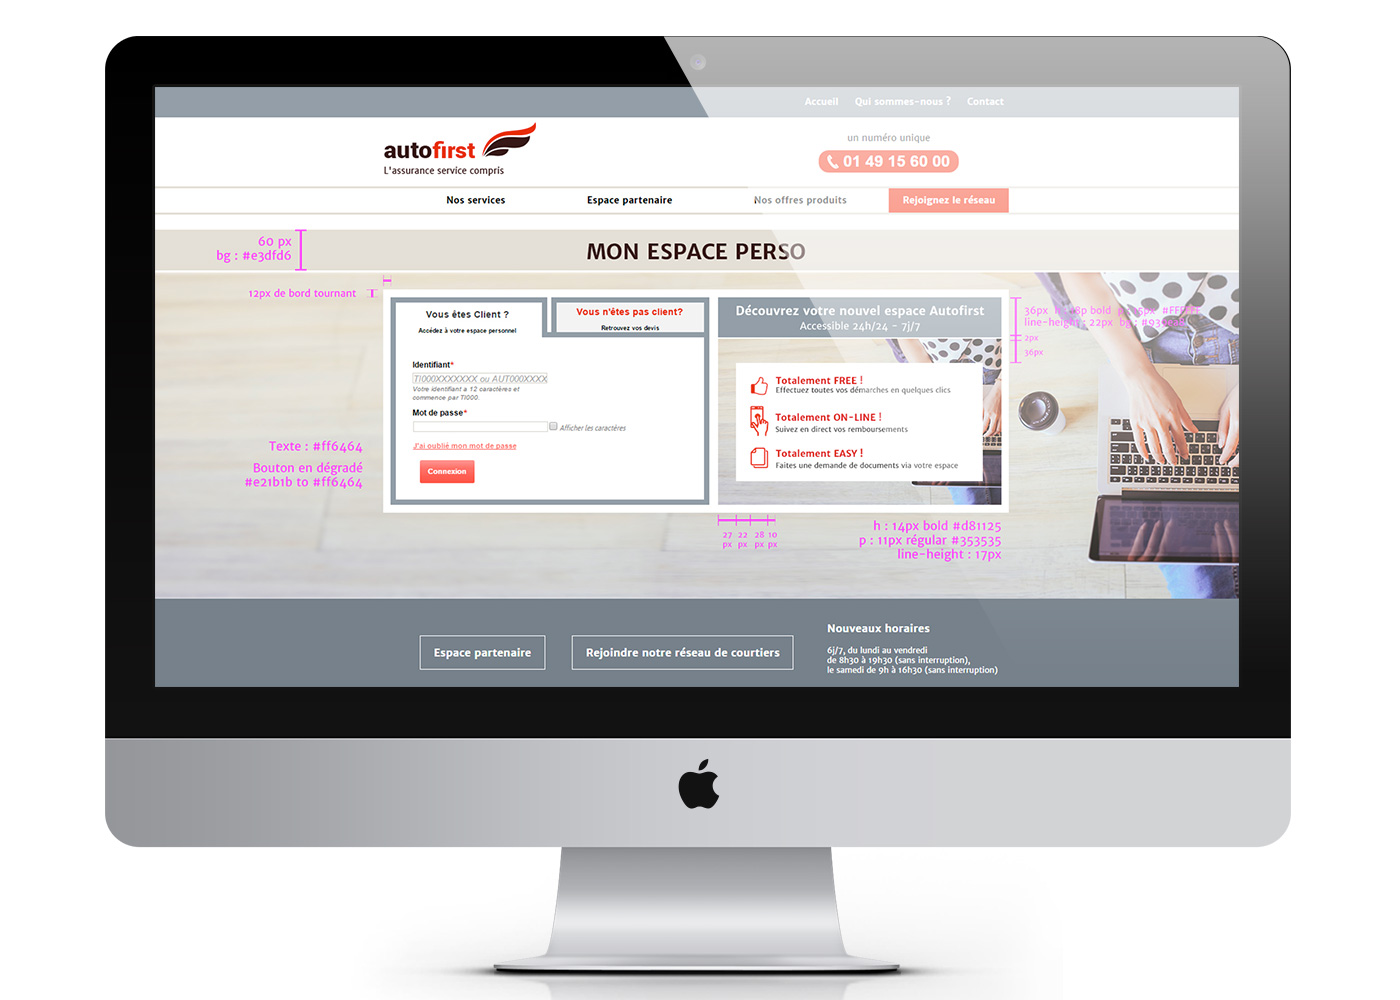 Accueil Qui sommes-nous ? Contact
autofirst
L'assurance service compris
un numéro unique
01 49 15 60 00
Nos services Espace partenaire Nos offres produits Rejoignez le réseau
60 px
bg : #e3dfd6
MON ESPACE PERSO
12px de bord tournant
Vous êtes Client ?
Accédez à votre espace personnel
Vous n'êtes pas client?
Retrouvez vos devis
Identifiant*
TI000XXXXXXX ou AUT000XXXX
Votre identifiant a 12 caractères et
commence par TI000.
Mot de passe*
Afficher les caractères
J'ai oublié mon mot de passe
Connexion
Texte : #ff6464
Bouton en dégradé
#e21b1b to #ff6464
Découvrez votre nouvel espace Autofirst
Accessible 24h/24 - 7j/7
Totalement FREE !
Effectuez toutes vos démarches en quelques clics
Totalement ON-LINE !
Suivez en direct vos remboursements
Totalement EASY !
Faites une demande de documents via votre espace
36px h : 18p bold p : 15px #FFFFFF
line-height : 22px bg :
2px
36px
27 22 28 10
px px px px
h : 14px bold #d81125
p : 11px régular #353535
line-height : 17px
Espace partenaire
Rejoindre notre réseau de courtiers
Nouveaux horaires
6j/7, du lundi au vendredi
de 8h30 à 19h30 (sans interruption),
le samedi de 9h à 16h30 (sans interruption)